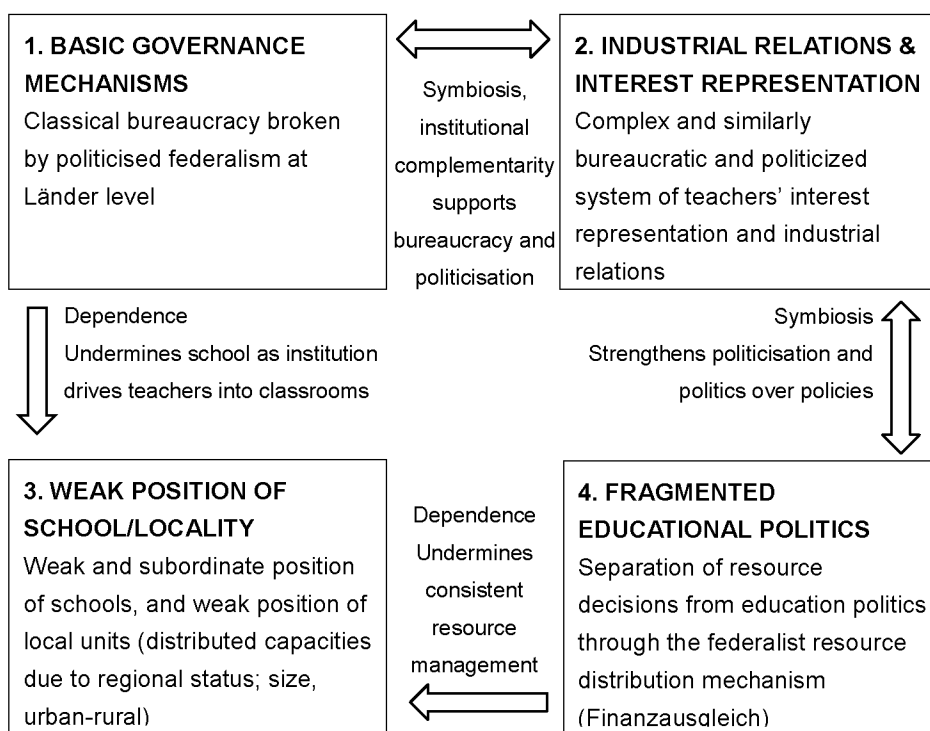 1. BASIC GOVERNANCE
MECHANISMS
Classical bureaucracy broken
by politicised federalism at
Länder level
Symbiosis,
institutional
complementarity
supports
bureaucracy and
politicisation
2. INDUSTRIAL RELATIONS &
INTEREST REPRESENTATION
Complex and similarly
bureaucratic and politicized
system of teachers’ interest
representation and industrial
relations
Dependence
Undermines school as institution
drives teachers into classrooms
Symbiosis
Strengthens politicisation and
politics over policies
3. WEAK POSITION OF
SCHOOL/LOCALITY
Weak and subordinate position
of schools, and weak position of
local units (distributed capacities
due to regional status; size,
urban-rural)
Dependence
Undermines
consistent
resource
management
4. FRAGMENTED
EDUCATIONAL POLITICS
Separation of resource
decisions from education politics
through the federalist resource
distribution mechanism
(Finanzausgleich)